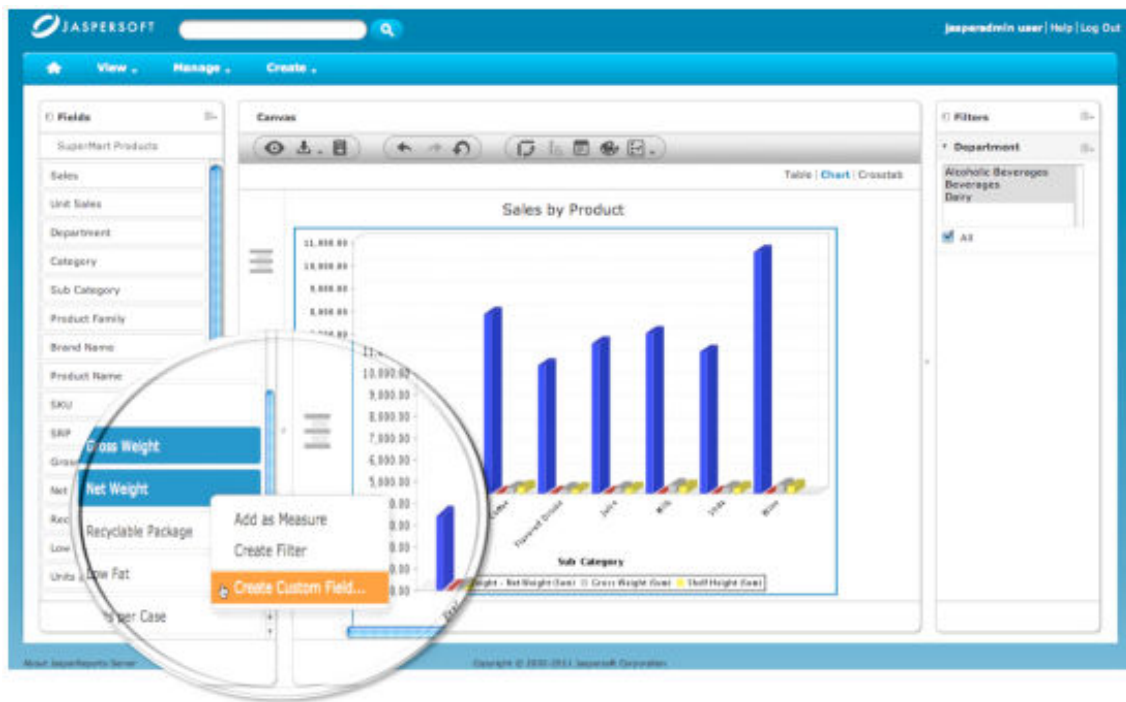 JASPERSOFT
jasperadmin user | Help | Log Out
View
Manage
Create
Fields
SuperMart Products
Sales
Unit Sales
Department
Category
Sub Category
Product Family
Brand Name
Product Name
SKU
SRP
Gross Weight
Net Weight
Recyclable Package
Low Fat
per Case
Add as Measure
Create Filter
Create Custom Field...
Canvas
Table | Chart | Crosstab
Sales by Product
11,000.00
10,000.00
9,000.00
8,000.00
10,000.00
9,000.00
8,000.00
7,000.00
6,000.00
5,000.00
Flavored Drinks
Juice
Milk
Soda
Wine
Sub Category
Net Weight (Sum) Gross Weight (Sum) Shelf Height (Sum)
Filters
Department
Alcoholic Beverages
Beverages
Dairy
All
About JasperReports Server
Copyright © 2000-2011 Jaspersoft Corporation